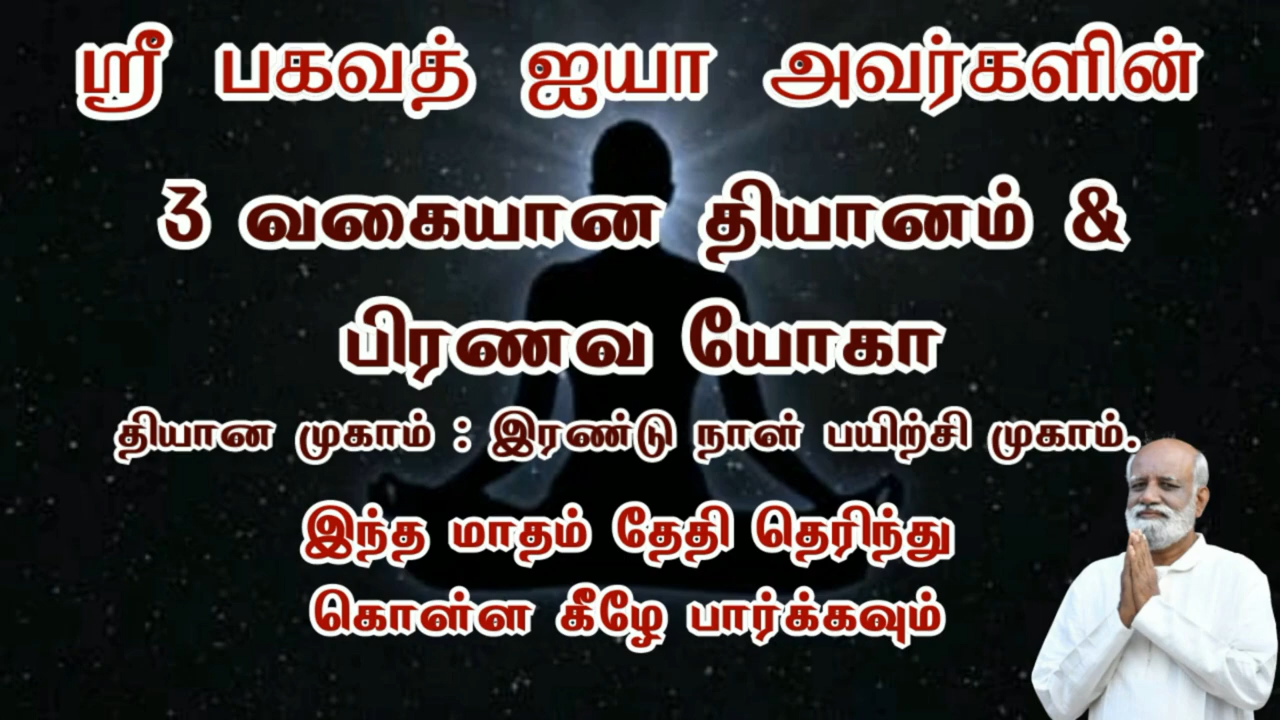 ஸ்ரீ பகவத் ஐயா அவர்களின்
3 வகையான தியானம் &
பிரணவ யோகா
தியான முகாம் : இரண்டு நாள் பயிற்சி முகாம்.
இந்த மாதம் தேதி தெரிந்து
கொள்ள கீழே பார்க்கவும்